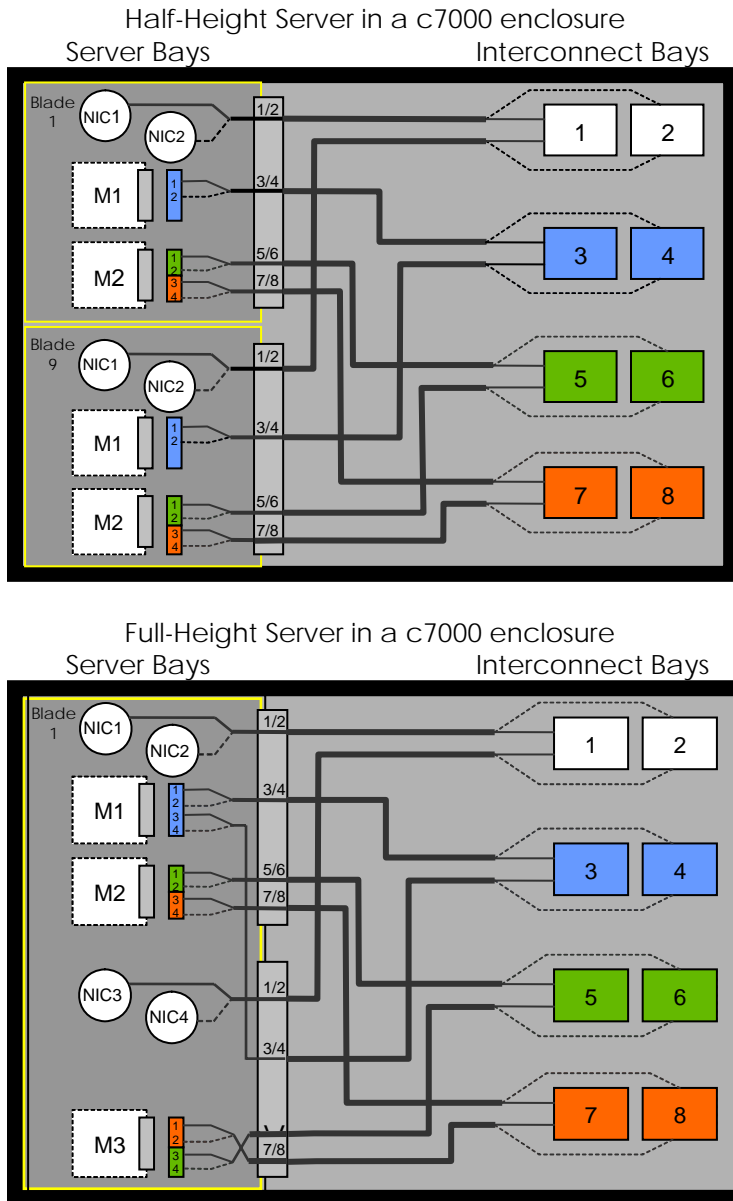 Half-Height Server in a c7000 enclosure
Server Bays Interconnect Bays
Blade
1
NIC1
NIC2
1/2
1 2
M1
1
2
3/4
3 4
M2
1
2
3
4
5/6
7/8
Blade
9
NIC1
NIC2
1/2
5 6
M1
1
2
3/4
M2
1
2
3
4
5/6
7/8
7 8
Full-Height Server in a c7000 enclosure
Server Bays Interconnect Bays
Blade
1
NIC1
NIC2
1/2
1 2
M1
1
2
3
4
3/4
3 4
M2
1
2
3
4
5/6
7/8
NIC3
NIC4
1/2
5 6
3/4
M3
1
2
3
4
7/8
7 8